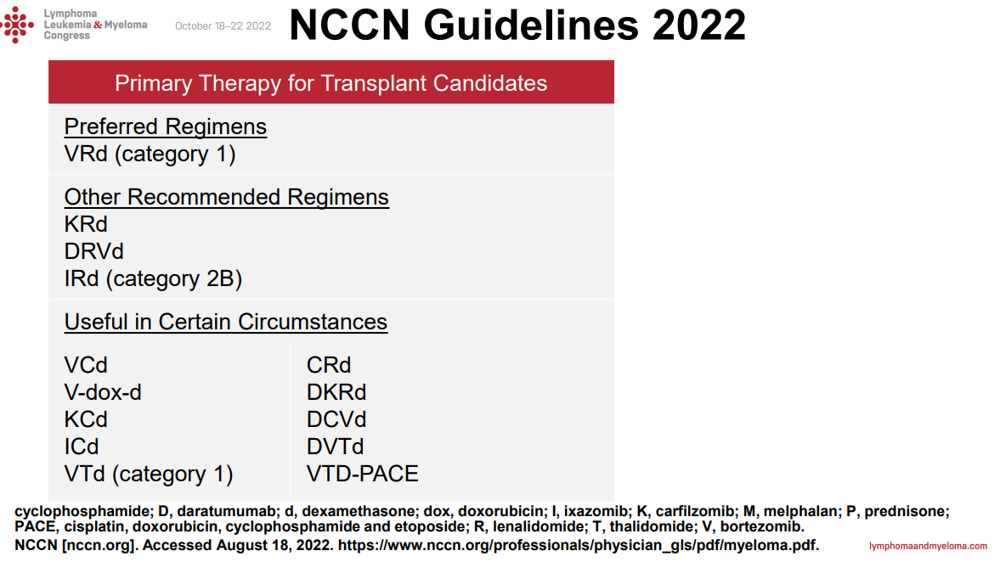 Lymphoma
Leukemia & Myeloma
Congress
October 18–22 2022
NCCN Guidelines 2022
Primary Therapy for Transplant Candidates
Preferred Regimens
VRd (category 1)
Other Recommended Regimens
KRd
DRVd
IRd (category 2B)
Useful in Certain Circumstances
VCd
V-dox-d
KCd
ICd
VTd (category 1)
CRd
DKRd
DCVd
DVTd
VTD-PACE
cyclophosphamide; D, daratumumab; d, dexamethasone; dox, doxorubicin; I, ixazomib; K, carfilzomib; M, melphalan; P, prednisone;
PACE, cisplatin, doxorubicin, cyclophosphamide and etoposide; R, lenalidomide; T, thalidomide; V, bortezomib.
NCCN [nccn.org]. Accessed August 18, 2022. https://www.nccn.org/professionals/physician_gls/pdf/myeloma.pdf.
lymphomaandmyeloma.com